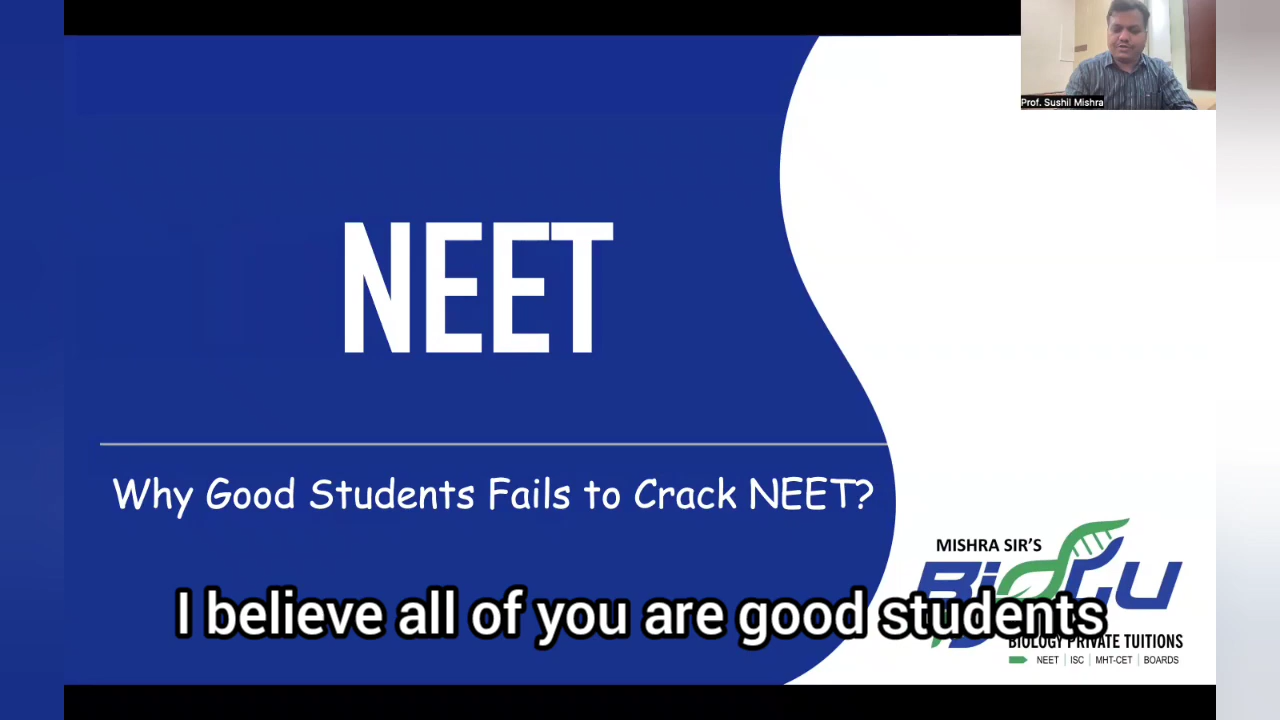 Prof. Sushil Mishra
NEET
Why Good Students Fails to Crack NEET?
MISHRA SIR'S
I believe all of you are good students
BIOLOGY PRIVATE TUITIONS
NEET | ISC | MHT-CET | BOARDS